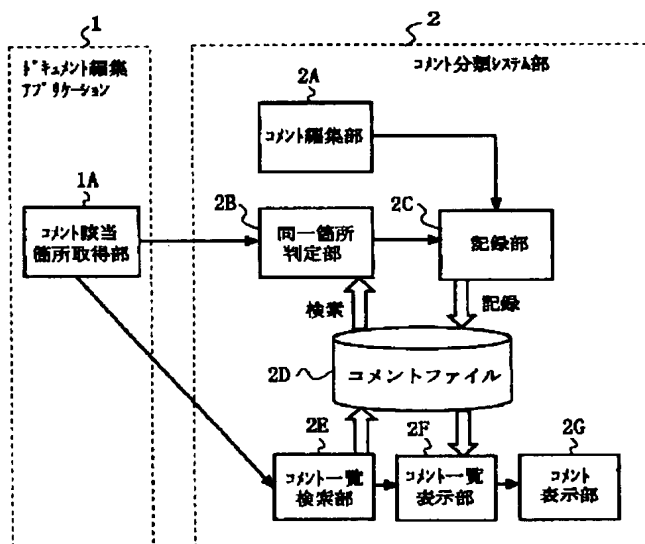 1
2
ﾄﾞｷｭﾒﾝﾄ編集
ｱﾌﾟﾘｹｰｼｮﾝ
ｺﾒﾝﾄ分類ｼｽﾃﾑ部
2A
ｺﾒﾝﾄ編集部
1A
ｺﾒﾝﾄ該当
箇所取得部
2B
同一箇所
判定部
2C
記録部
検索
記録
2D
コメントファイル
2E
ｺﾒﾝﾄ一覧
検索部
2F
ｺﾒﾝﾄ一覧
表示部
2G
ｺﾒﾝﾄ
表示部